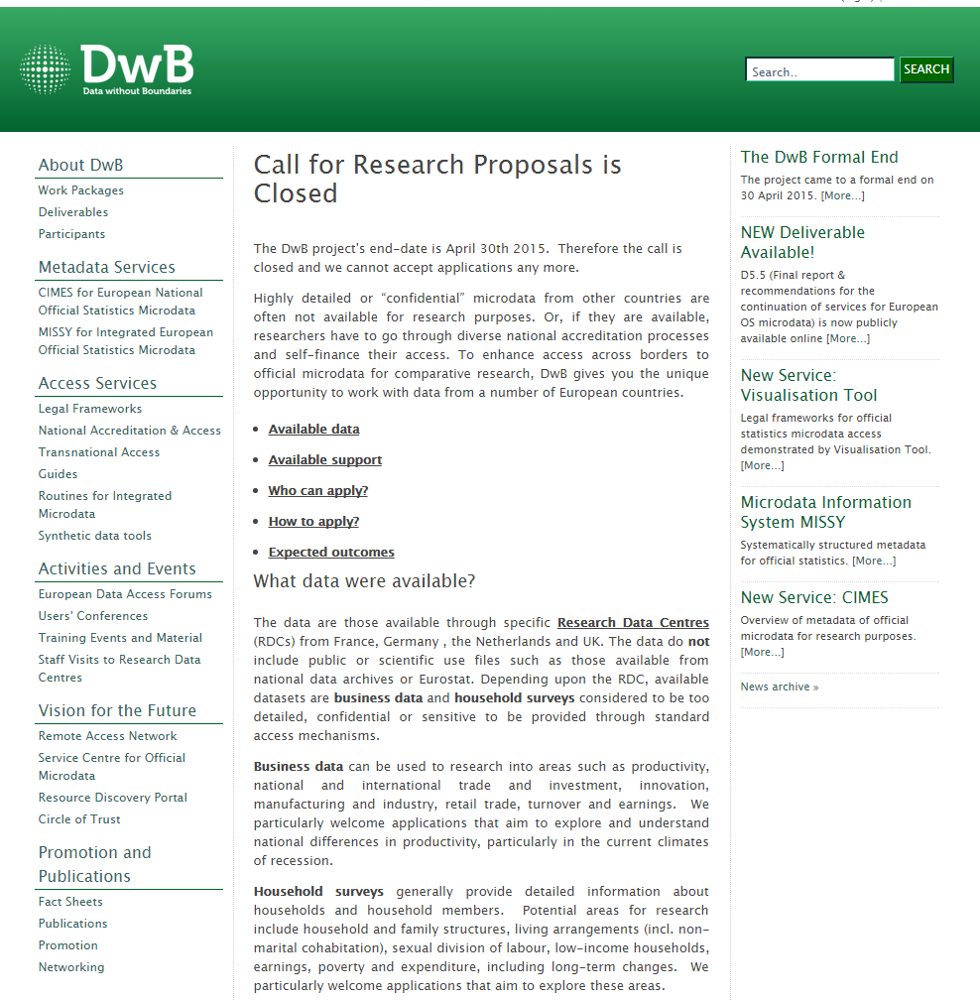 DwB
Data without Boundaries
Search..
SEARCH
About DwB
Work Packages
Deliverables
Participants
Metadata Services
CIMES for European National
Official Statistics Microdata
MISSY for Integrated European
Official Statistics Microdata
Access Services
Legal Frameworks
National Accreditation & Access
Transnational Access
Guides
Routines for Integrated
Microdata
Synthetic data tools
Activities and Events
European Data Access Forums
Users' Conferences
Training Events and Material
Staff Visits to Research Data
Centres
Vision for the Future
Remote Access Network
Service Centre for Official
Microdata
Resource Discovery Portal
Circle of Trust
Promotion and
Publications
Fact Sheets
Publications
Promotion
Networking
Call for Research Proposals is
Closed
The DwB project's end-date is April 30th 2015.  Therefore the call is
closed and we cannot accept applications any more.
Highly detailed or “confidential” microdata from other countries are
often not available for research purposes. Or, if they are available,
researchers have to go through diverse national accreditation processes
and self-finance their access. To enhance access across borders to
official microdata for comparative research, DwB gives you the unique
opportunity to work with data from a number of European countries.
• Available data
• Available support
• Who can apply?
• How to apply?
• Expected outcomes
What data were available?
The data are those available through specific Research Data Centres
(RDCs) from France, Germany , the Netherlands and UK. The data do not
include public or scientific use files such as those available from
national data archives or Eurostat. Depending upon the RDC, available
datasets are business data and household surveys considered to be too
detailed, confidential or sensitive to be provided through standard
access mechanisms.
Business data can be used to research into areas such as productivity,
national and international trade and investment, innovation,
manufacturing and industry, retail trade, turnover and earnings.  We
particularly welcome applications that aim to explore and understand
national differences in productivity, particularly in the current climates
of recession.
Household surveys generally provide detailed information about
households and household members.  Potential areas for research
include household and family structures, living arrangements (incl. non-
marital cohabitation), sexual division of labour, low-income households,
earnings, poverty and expenditure, including long-term changes.  We
particularly welcome applications that aim to explore these areas.
The DwB Formal End
The project came to a formal end on
30 April 2015. [More...]
NEW Deliverable
Available!
D5.5 (Final report &
recommendations for the
continuation of services for European
OS microdata) is now publicly
available online [More...]
New Service:
Visualisation Tool
Legal frameworks for official
statistics microdata access
demonstrated by Visualisation Tool.
[More...]
Microdata Information
System MISSY
Systematically structured metadata
for official statistics. [More...]
New Service: CIMES
Overview of metadata of official
microdata for research purposes.
[More...]
News archive »